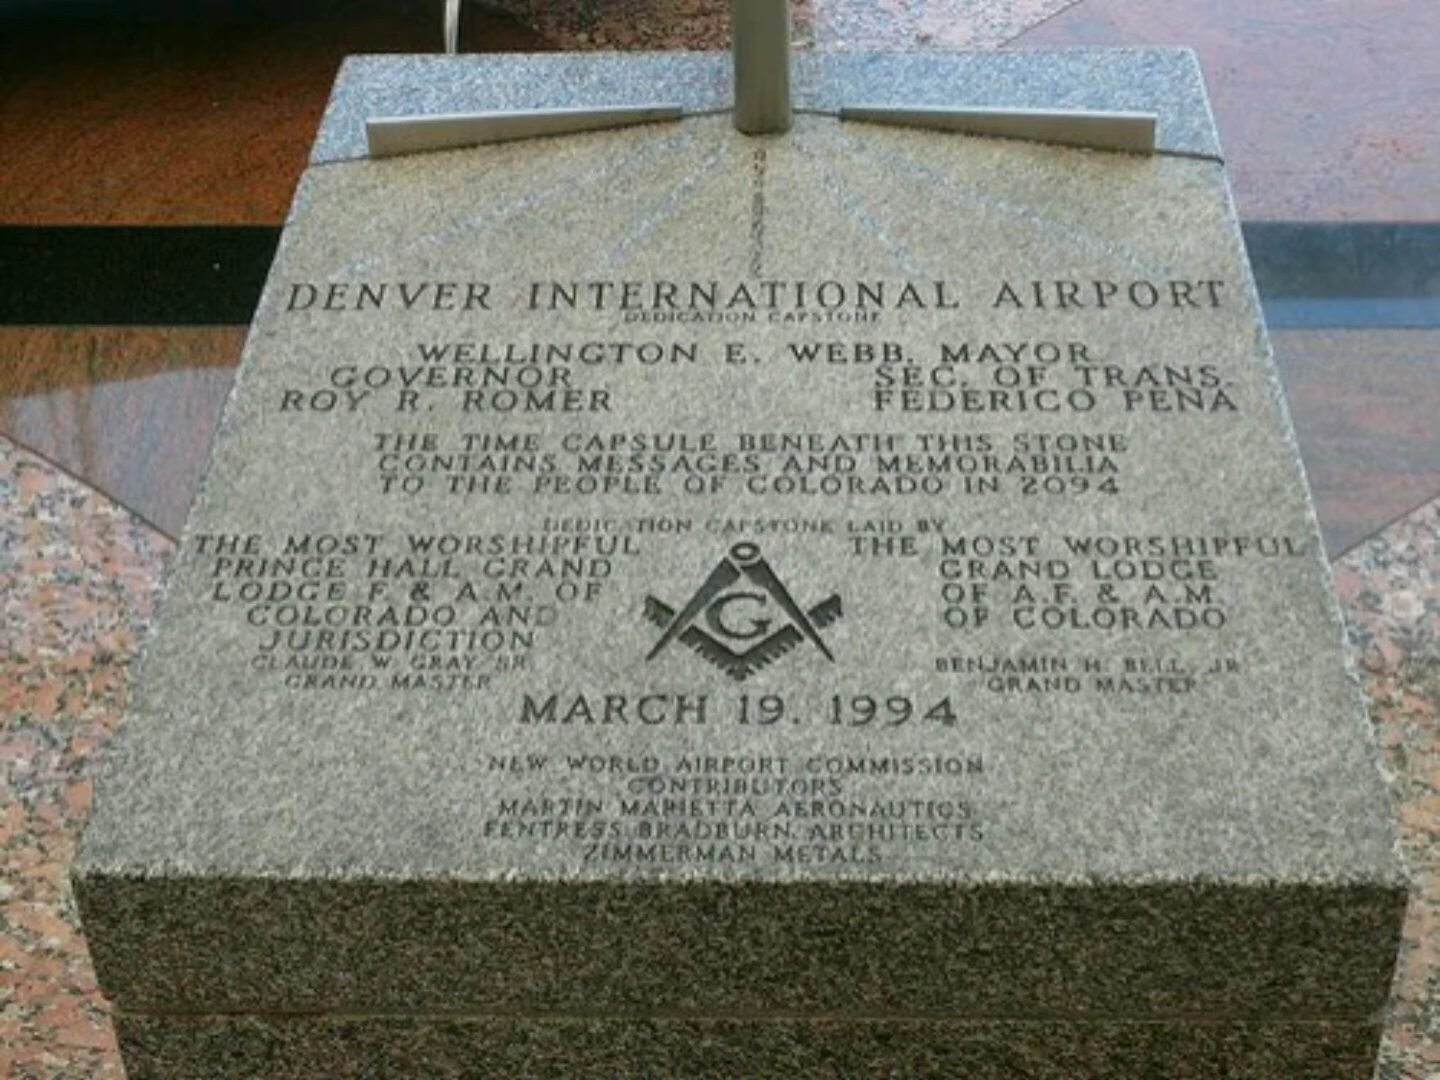 DENVER INTERNATIONAL AIRPORT
DEDICATION CAPSTONE
WELLINGTON E. WEBB, MAYOR
GOVERNOR
ROY R. ROMER
SEC. OF TRANS.
FEDERICO PENA
THE TIME CAPSULE BENEATH THIS STONE
CONTAINS MESSAGES AND MEMORABILIA
TO THE PEOPLE OF COLORADO IN 2094
DEDICATION CAPSTONE LAID BY
THE MOST WORSHIPFUL
PRINCE HALL GRAND
LODGE F. & A.M. OF
COLORADO AND
JURISDICTION
CLAUDE W. GRAY SR.
GRAND MASTER
G
THE MOST WORSHIPFUL
GRAND LODGE
OF A.F. & A.M.
OF COLORADO
BENJAMIN H. BELL, JR
GRAND MASTER
MARCH 19, 1994
NEW WORLD AIRPORT COMMISSION
CONTRIBUTORS
MARTIN MARIETTA AERONAUTICS
FENTRESS BRADBURN ARCHITECTS
ZIMMERMAN METALS